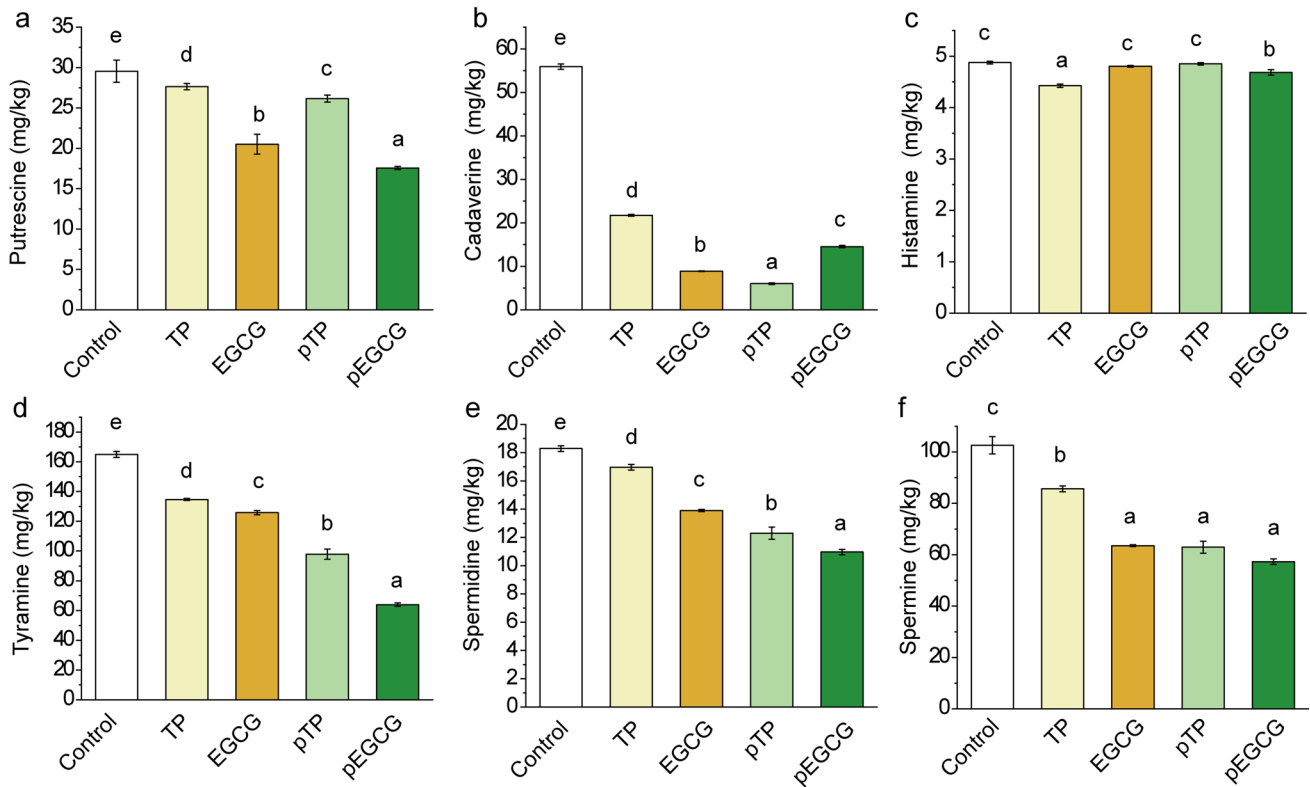 a
Putrescine (mg/kg)
35
30
25
20
15
10
5
0
e
d
b
c
a
Control
TP
EGCG
pTP
pEGCG
b
Cadaverine (mg/kg)
60
50
40
30
20
10
0
e
d
b
a
c
Control
TP
EGCG
pTP
pEGCG
c
Histamine (mg/kg)
5
4
3
2
1
0
c
a
c
c
b
Control
TP
EGCG
pTP
pEGCG
d
Tyramine (mg/kg)
180
160
140
120
100
80
60
40
20
0
e
d
c
b
a
Control
TP
EGCG
pTP
pEGCG
e
Spermidine (mg/kg)
20
18
16
14
12
10
8
6
4
2
0
e
d
c
b
a
Control
TP
EGCG
pTP
pEGCG
f
Spermine (mg/kg)
100
80
60
40
20
0
c
b
a
a
a
Control
TP
EGCG
pTP
pEGCG